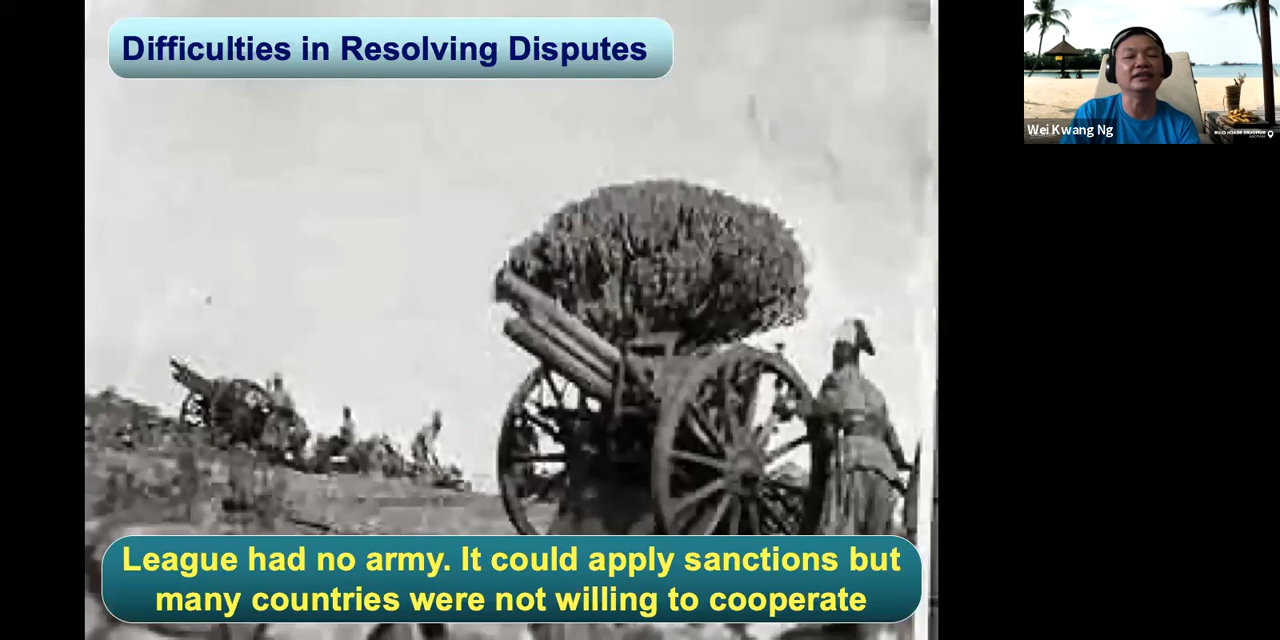 Difficulties in Resolving Disputes
Wei Kwang Ng
League had no army. It could apply sanctions but
many countries were not willing to cooperate